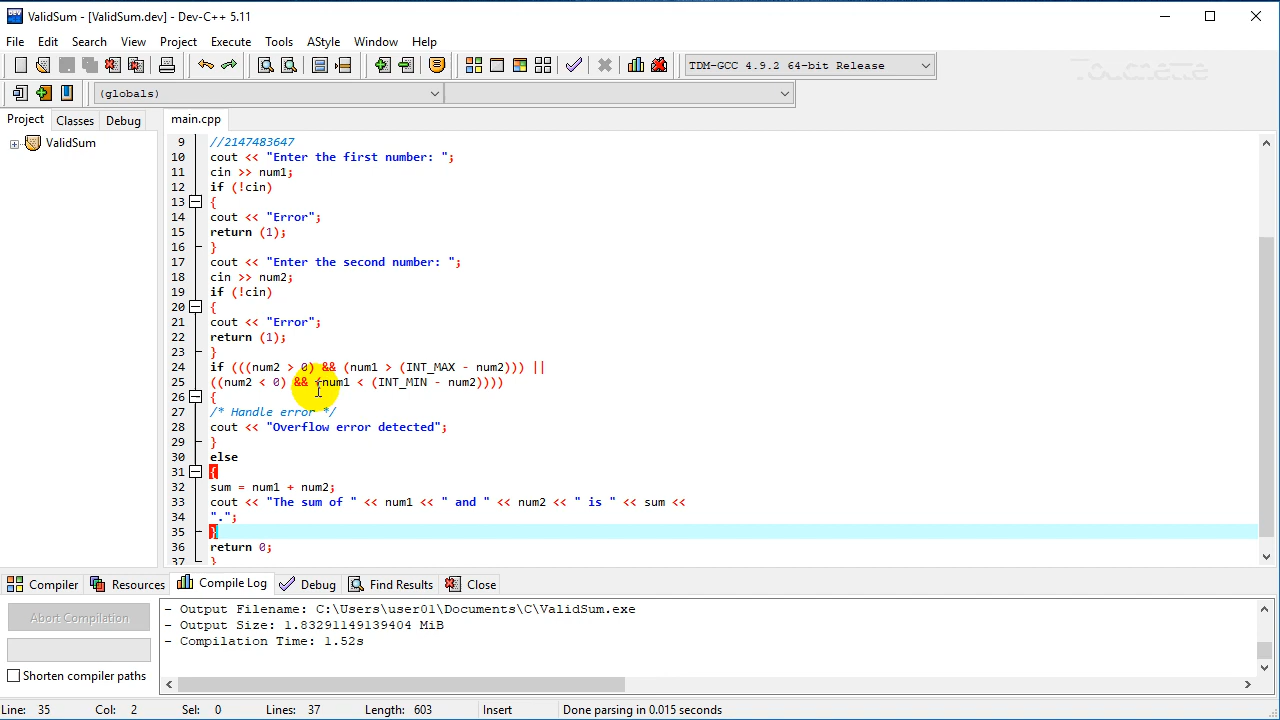 ValidSum - [ValidSum.dev] - Dev-C++ 5.11
File Edit Search View Project Execute Tools AStyle Window Help
TDM-GCC 4.9.2 64-bit Release
(globals)
Project Classes Debug main.cpp
ValidSum
9 //2147483647
10 cout << "Enter the first number: ";
11 cin >> num1;
12 if (!cin)
13 {
14 cout << "Error";
15 return (1);
16 }
17 cout << "Enter the second number: ";
18 cin >> num2;
19 if (!cin)
20 {
21 cout << "Error";
22 return (1);
23 }
24 if (((num2 > 0) && (num1 > (INT_MAX - num2))) ||
25 ((num2 < 0) && (num1 < (INT_MIN - num2))))
26 {
27 /* Handle error */
28 cout << "Overflow error detected";
29 }
30 else
31 {
32 sum = num1 + num2;
33 cout << "The sum of " << num1 << " and " << num2 << " is " << sum <<
34 ".";
35 }
36 return 0;
37 }
Compiler Resources Compile Log Debug Find Results Close
Abort Compilation
Shorten compiler paths
- Output Filename: C:\Users\user01\Documents\C\ValidSum.exe
- Output Size: 1.83291149139404 MiB
- Compilation Time: 1.52s
Line: 35 Col: 2 Sel: 0 Lines: 37 Length: 603 Insert Done parsing in 0.015 seconds